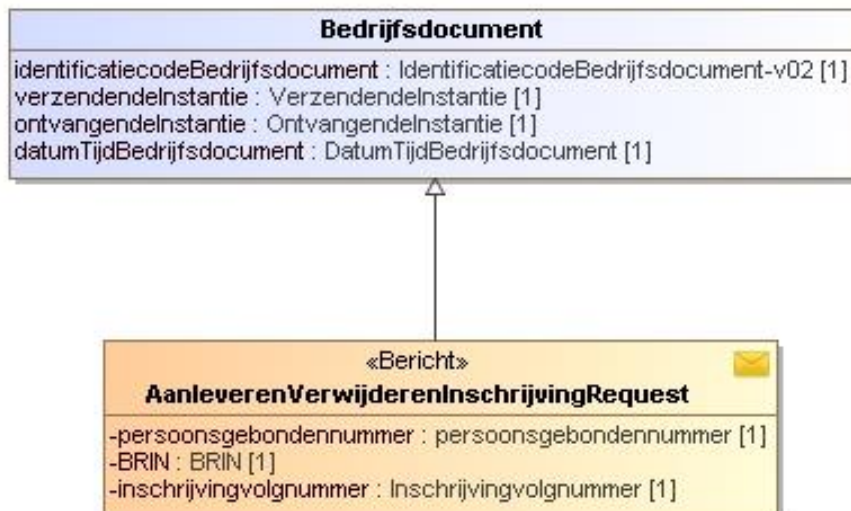 Bedrijfsdocument
identificatiecodeBedrijfsdocument : IdentificatiecodeBedrijfsdocument-v02 [1]
verzendendeInstantie : VerzendendeInstantie [1]
ontvangendeInstantie : OntvangendeInstantie [1]
datumTijdBedrijfsdocument : DatumTijdBedrijfsdocument [1]
«Bericht»
AanleverenVerwijderenInschrijvingRequest
-persoonsgebondennummer : persoonsgebondennummer [1]
-BRIN : BRIN [1]
-inschrijvingvolgnummer : Inschrijvingvolgnummer [1]